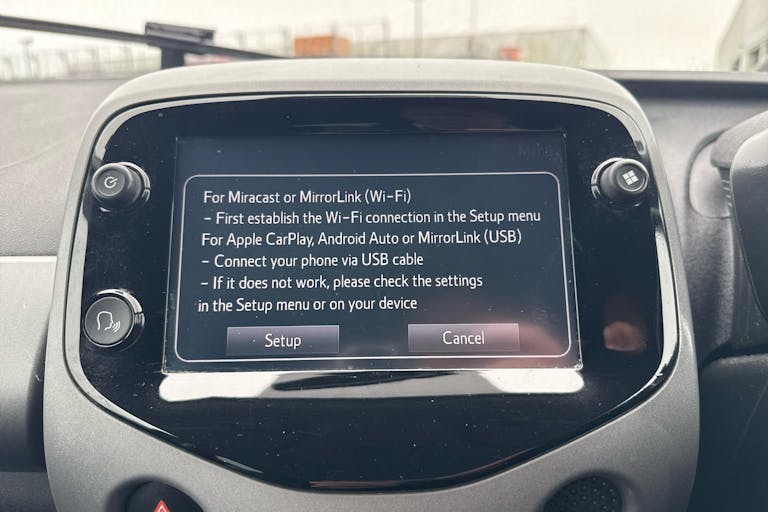 For Miracast or MirrorLink (Wi-Fi)
- First establish the Wi-Fi connection in the Setup menu
For Apple CarPlay, Android Auto or MirrorLink (USB)
- Connect your phone via USB cable
- If it does not work, please check the settings
in the Setup menu or on your device
Setup
Cancel